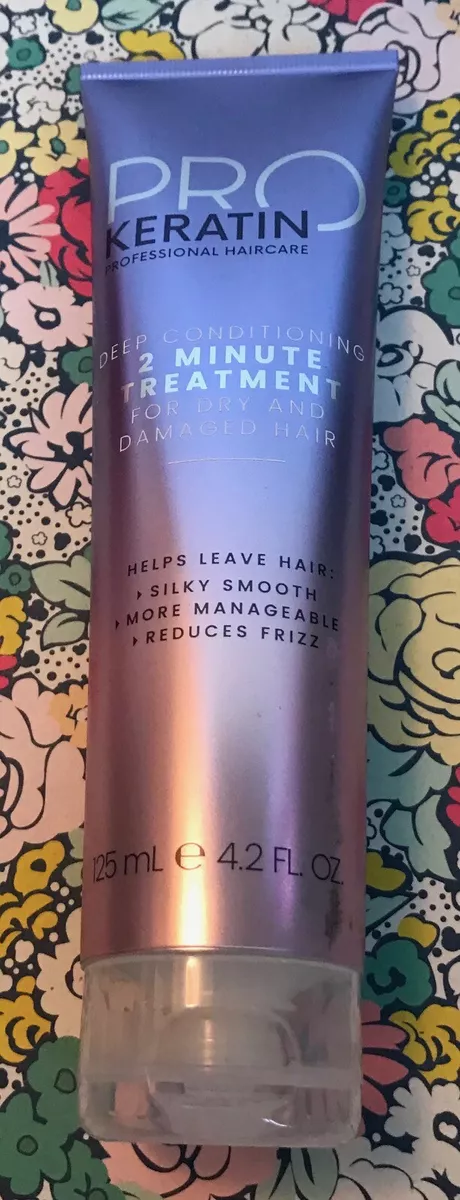 PRO
KERATIN
PROFESSIONAL HAIRCARE
DEEP CONDITIONING
2 MINUTE
TREATMENT
FOR DRY AND
DAMAGED HAIR
HELPS LEAVE HAIR:
› SILKY SMOOTH
› MORE MANAGEABLE
› REDUCES FRIZZ
125 mL ℮ 4.2 FL. OZ.